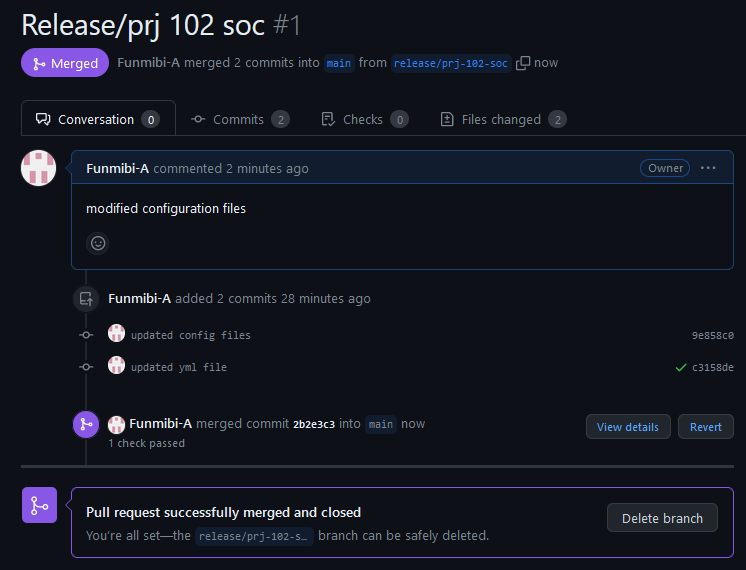 Release/prj 102 soc #1
Merged Funmibi-A merged 2 commits into main from release/prj-102-soc now
Conversation 0 Commits 2 Checks 0 Files changed 2
Funmibi-A commented 2 minutes ago Owner ...
modified configuration files
Funmibi-A added 2 commits 28 minutes ago
updated config files 9e858c0
updated yml file c3158de
Funmibi-A merged commit 2b2e3c3 into main now View details Revert
1 check passed
Pull request successfully merged and closed
You're all set—the release/prj-102-s… branch can be safely deleted. Delete branch